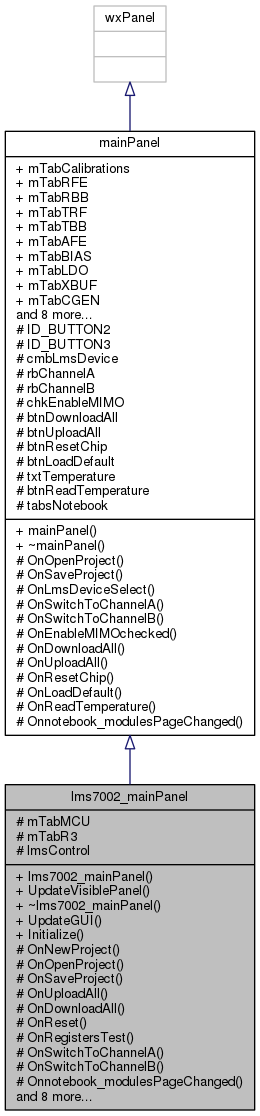 wxPanel
mainPanel
+ mTabCalibrations
+ mTabRFE
+ mTabRBB
+ mTabTRF
+ mTabTBB
+ mTabAFE
+ mTabBIAS
+ mTabLDO
+ mTabXBUF
+ mTabCGEN
and 8 more...
# ID_BUTTON2
# ID_BUTTON3
# cmbLmsDevice
# rbChannelA
# rbChannelB
# chkEnableMIMO
# btnDownloadAll
# btnUploadAll
# btnResetChip
# btnLoadDefault
# txtTemperature
# btnReadTemperature
# tabsNotebook
+ mainPanel()
+ ~mainPanel()
# OnOpenProject()
# OnSaveProject()
# OnLmsDeviceSelect()
# OnSwitchToChannelA()
# OnSwitchToChannelB()
# OnEnableMIMOchecked()
# OnDownloadAll()
# OnUploadAll()
# OnResetChip()
# OnLoadDefault()
# OnReadTemperature()
# Onnotebook_modulesPageChanged()
lms7002_mainPanel
# mTabMCU
# mTabR3
# lmsControl
+ lms7002_mainPanel()
+ UpdateVisiblePanel()
+ ~lms7002_mainPanel()
+ UpdateGUI()
+ Initialize()
# OnNewProject()
# OnOpenProject()
# OnSaveProject()
# OnUploadAll()
# OnDownloadAll()
# OnReset()
# OnRegistersTest()
# OnSwitchToChannelA()
# OnSwitchToChannelB()
# Onnotebook_modulesPageChanged()
and 8 more...